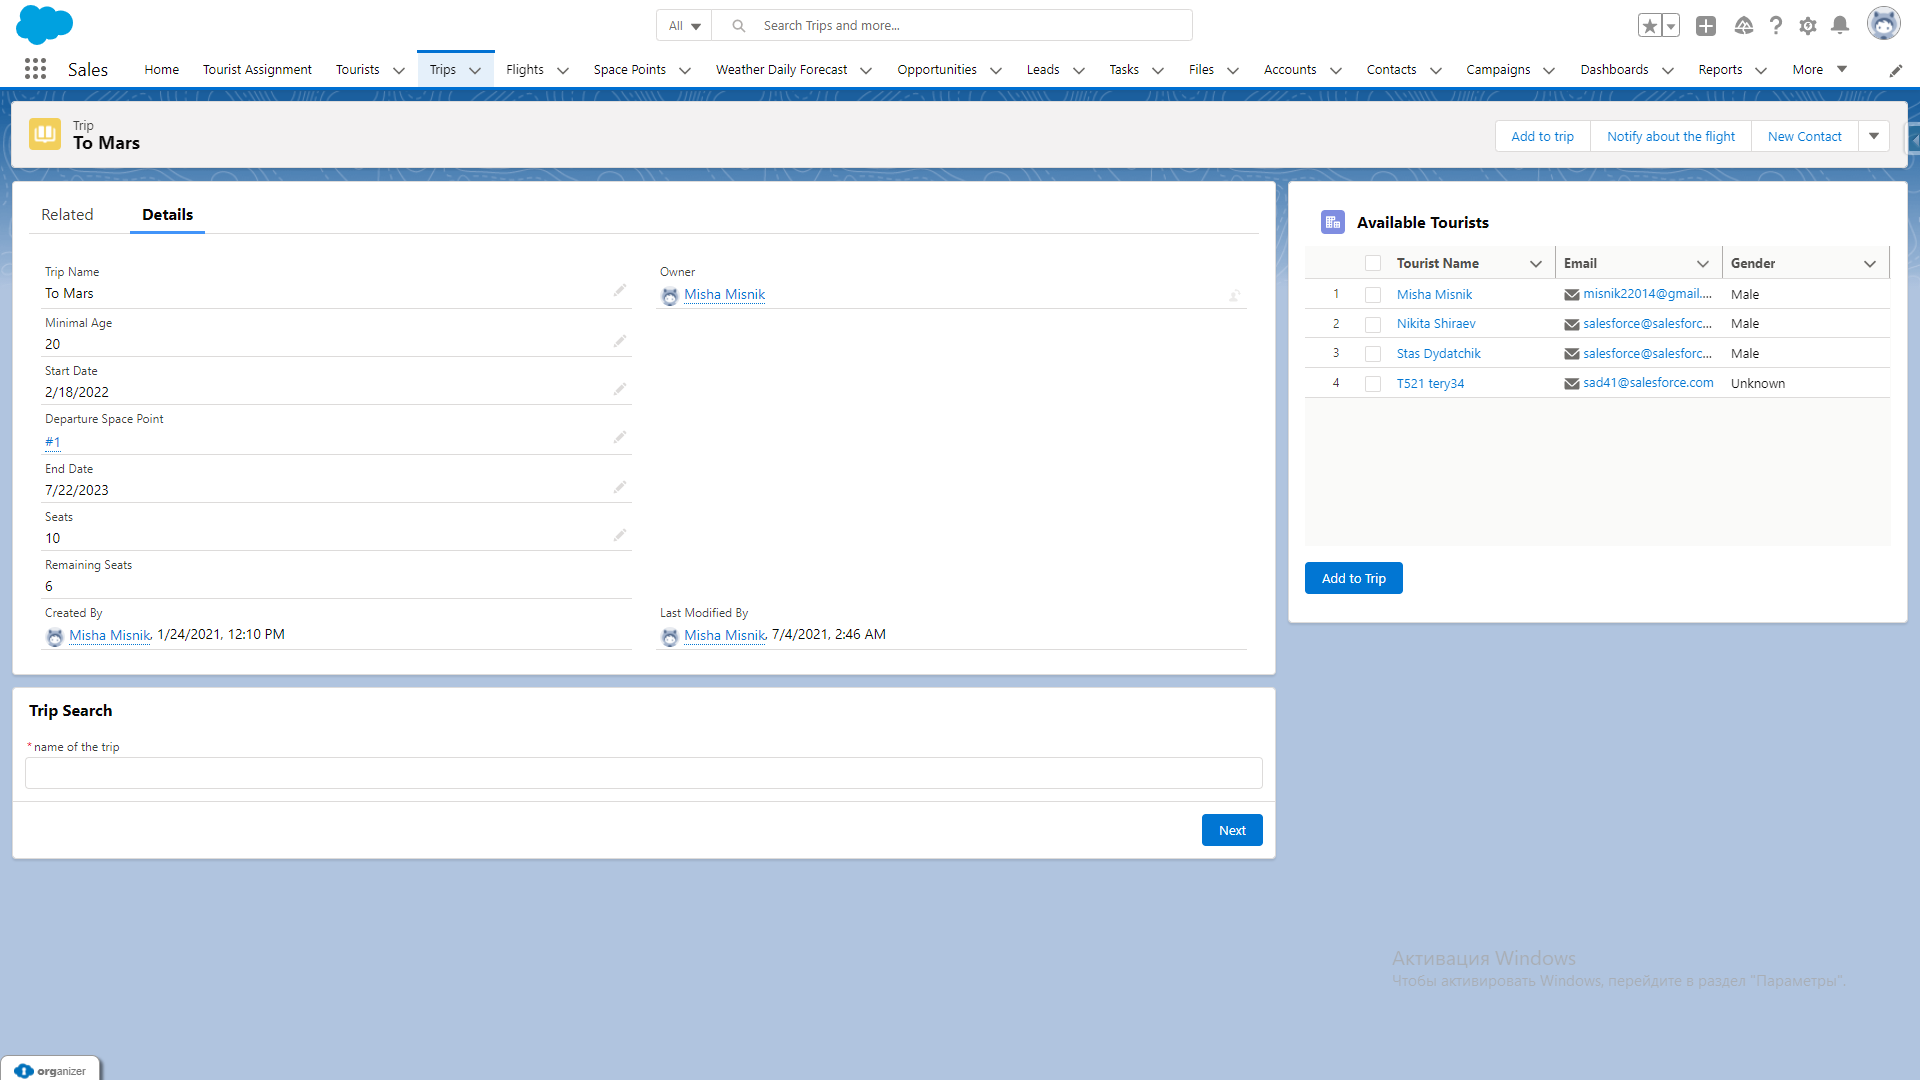 All
Search Trips and more...
Sales
Home
Tourist Assignment
Tourists
Trips
Flights
Space Points
Weather Daily Forecast
Opportunities
Leads
Tasks
Files
Accounts
Contacts
Campaigns
Dashboards
Reports
More
Trip
To Mars
Add to trip
Notify about the flight
New Contact
Related
Details
Trip Name
To Mars
Owner
Misha Misnik
Minimal Age
20
Start Date
2/18/2022
Departure Space Point
#1
End Date
7/22/2023
Seats
10
Remaining Seats
6
Created By
Misha Misnik, 1/24/2021, 12:10 PM
Last Modified By
Misha Misnik, 7/4/2021, 2:46 AM
Available Tourists
Tourist Name Email Gender
1 Misha Misnik misnik22014@gmail.... Male
2 Nikita Shiraev salesforce@salesforc... Male
3 Stas Dydatchik salesforce@salesforc... Male
4 T521 tery34 sad41@salesforce.com Unknown
Add to Trip
Trip Search
* name of the trip
Next
Активация Windows
Чтобы активировать Windows, перейдите в раздел "Параметры".
organizer